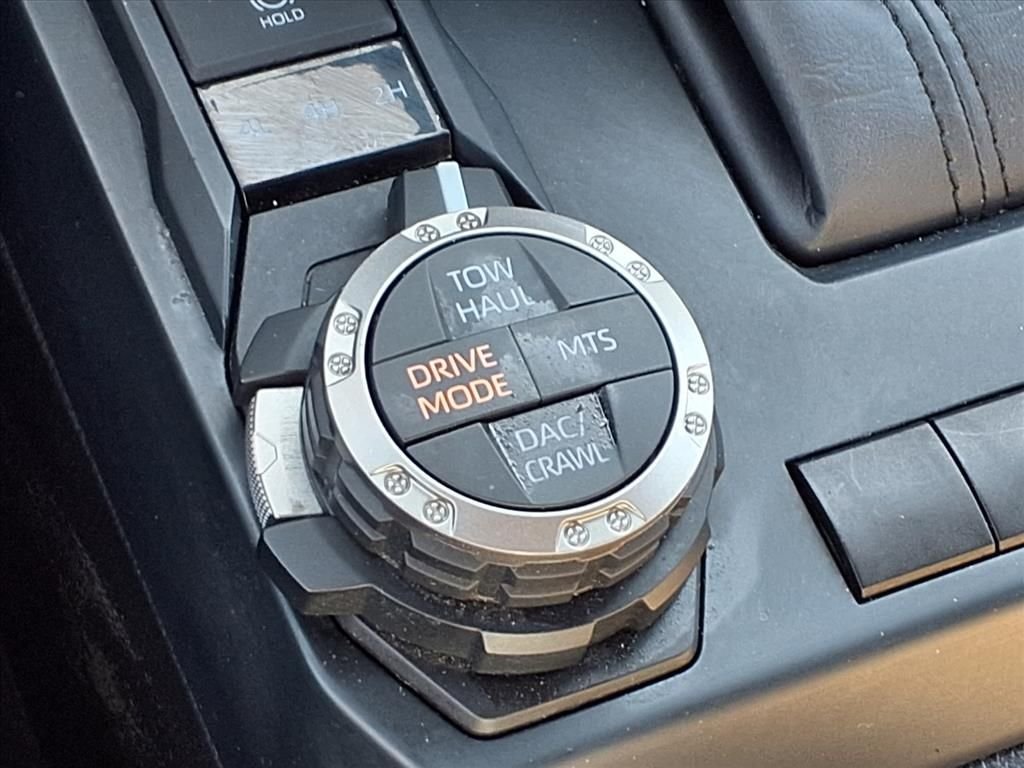 HOLD
4L 4H 2H
TOW
HAUL
MTS
DRIVE
MODE
DAC/
CRAWL